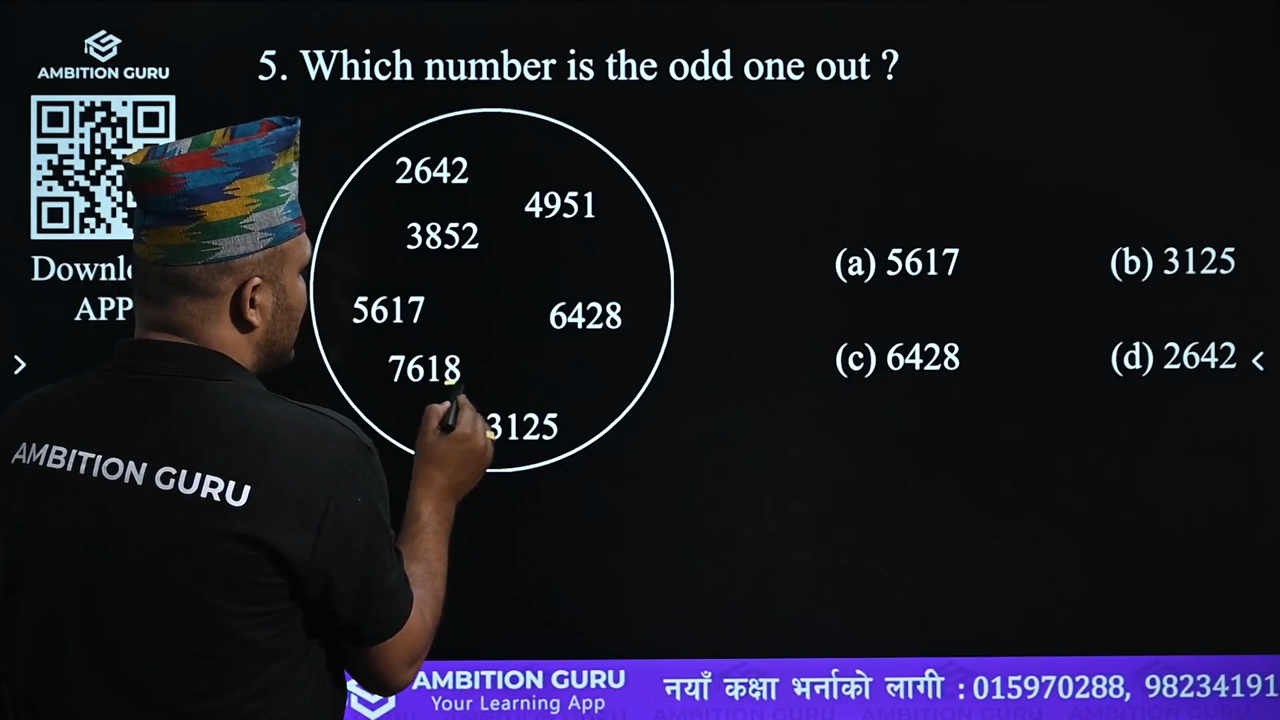 AMBITION GURU
5. Which number is the odd one out ?
2642
4951
3852
5617
6428
7618
3125
(a) 5617
(b) 3125
(c) 6428
(d) 2642
APP
AMBITION GURU
AMBITION GURU
Your Learning App
नयाँ कक्षा भर्नाको लागी : 015970288, 98234191